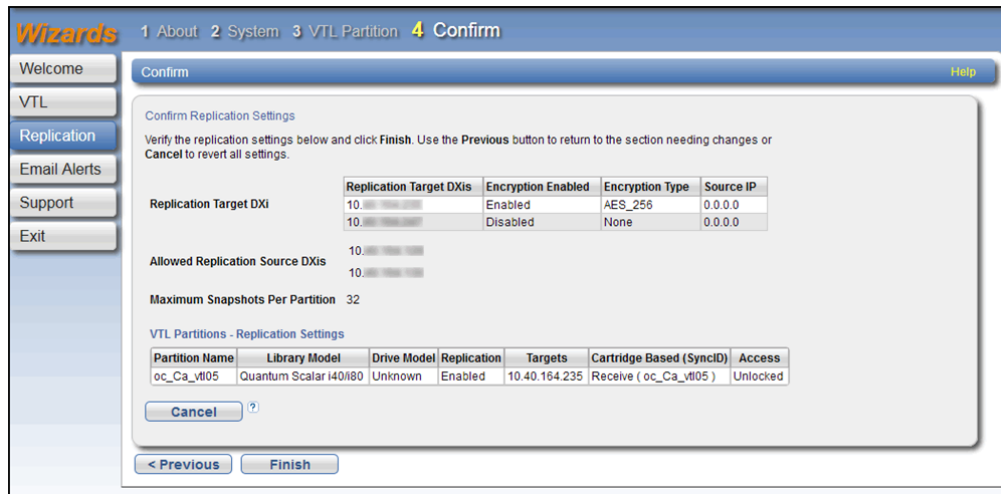 Wizards
1 About 2 System 3 VTL Partition 4 Confirm
Welcome
VTL
Replication
Email Alerts
Support
Exit
Confirm
Help
Confirm Replication Settings
Verify the replication settings below and click Finish. Use the Previous button to return to the section needing changes or
Cancel to revert all settings.
Replication Target DXi
Replication Target DXis Encryption Enabled Encryption Type Source IP
10. Enabled AES_256 0.0.0.0
10. Disabled None 0.0.0.0
Allowed Replication Source DXis
10.
10.
Maximum Snapshots Per Partition 32
VTL Partitions - Replication Settings
Partition Name Library Model Drive Model Replication Targets Cartridge Based (SyncID) Access
oc_Ca_vtl05 Quantum Scalar i40/i80 Unknown Enabled 10.40.164.235 Receive ( oc_Ca_vtl05 ) Unlocked
Cancel ?
< Previous Finish